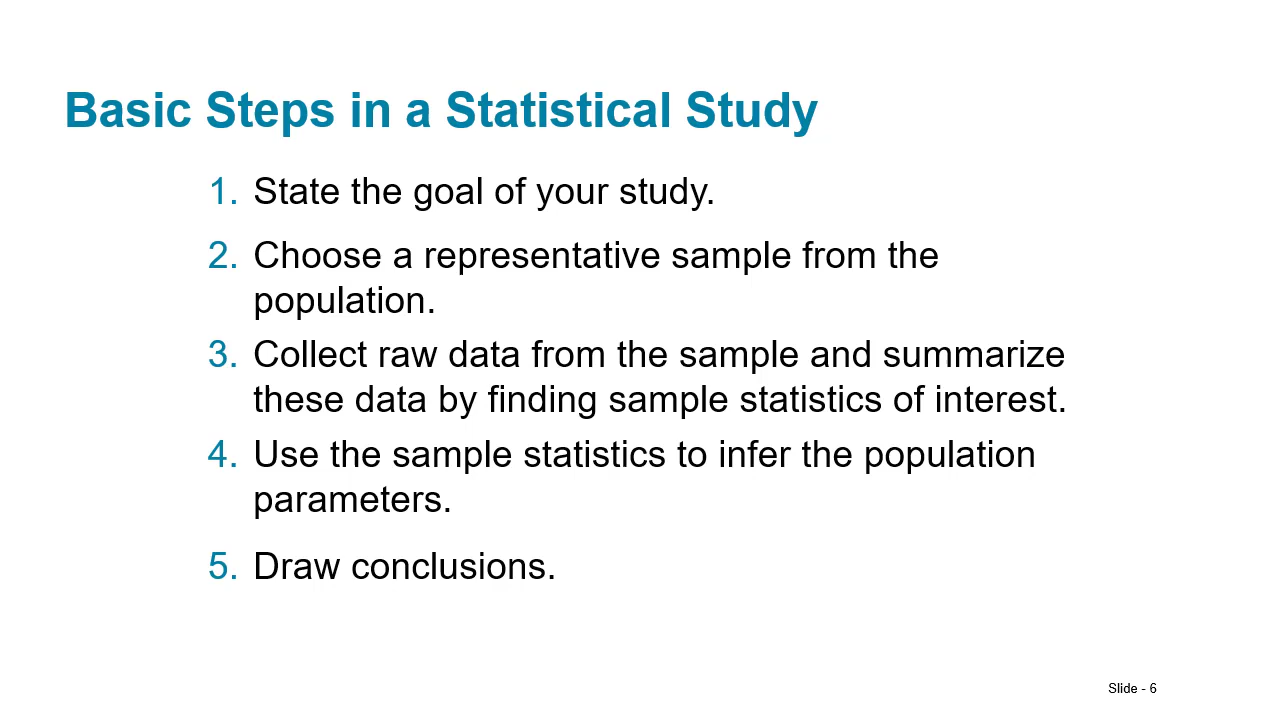 Basic Steps in a Statistical Study
1. State the goal of your study.
2. Choose a representative sample from the
population.
3. Collect raw data from the sample and summarize
these data by finding sample statistics of interest.
4. Use the sample statistics to infer the population
parameters.
5. Draw conclusions.
Slide - 6